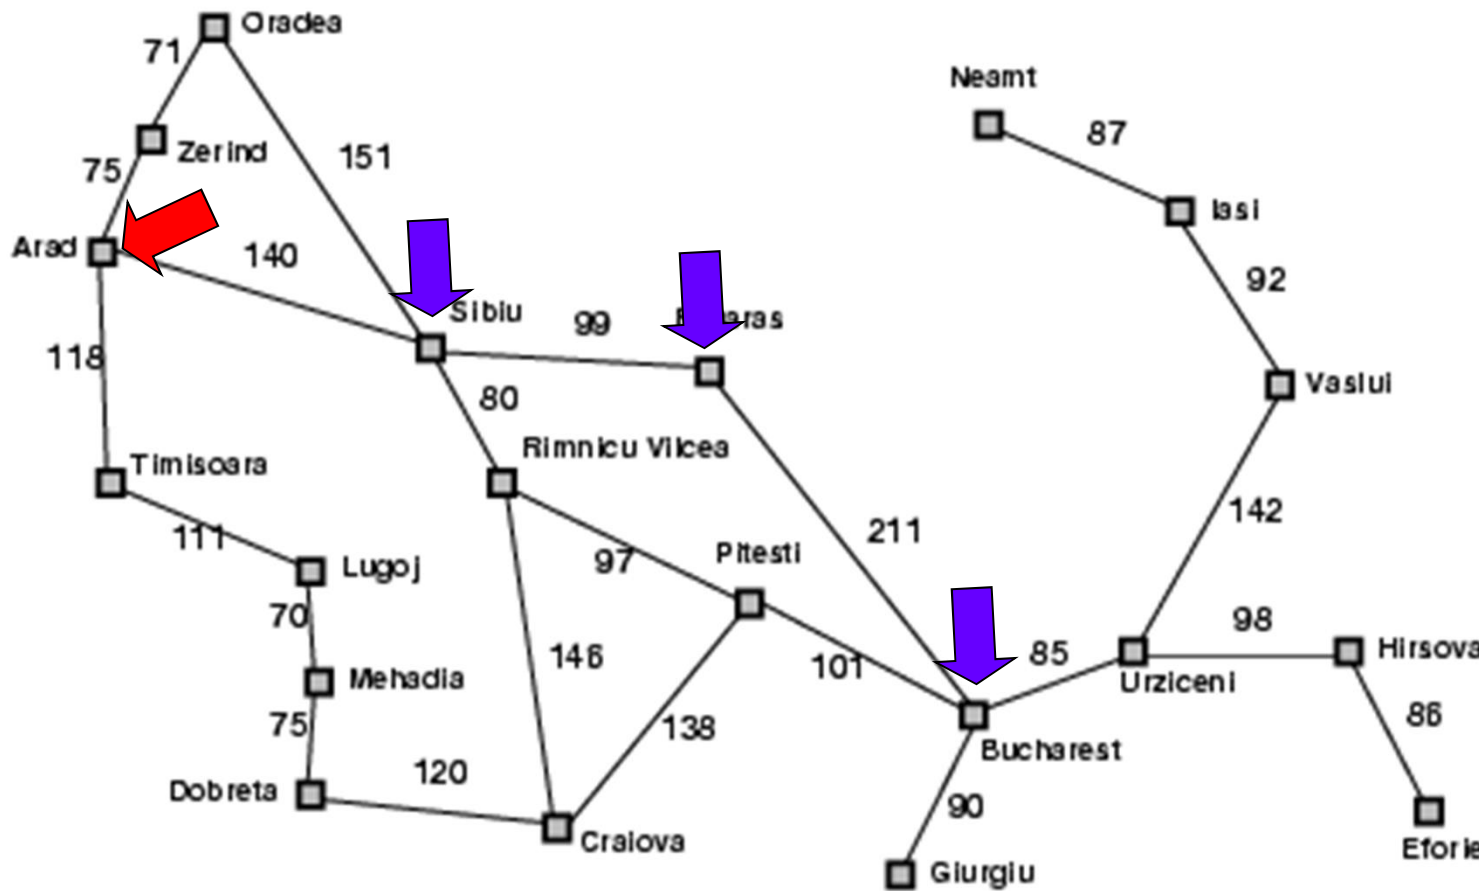 Oradea
71
Neamt
87
Zerind
151
75
Iasi
Arad
140
92
Sibiu
99
118
80
Vaslui
Rimnicu Vilcea
Timisoara
142
111
211
Pitesti
97
Lugoj
70
98
146
101
85
Hirsova
Mehadia
Urziceni
75
138
86
Bucharest
120
Dobreta
90
Craiova
Eforie
Giurgiu